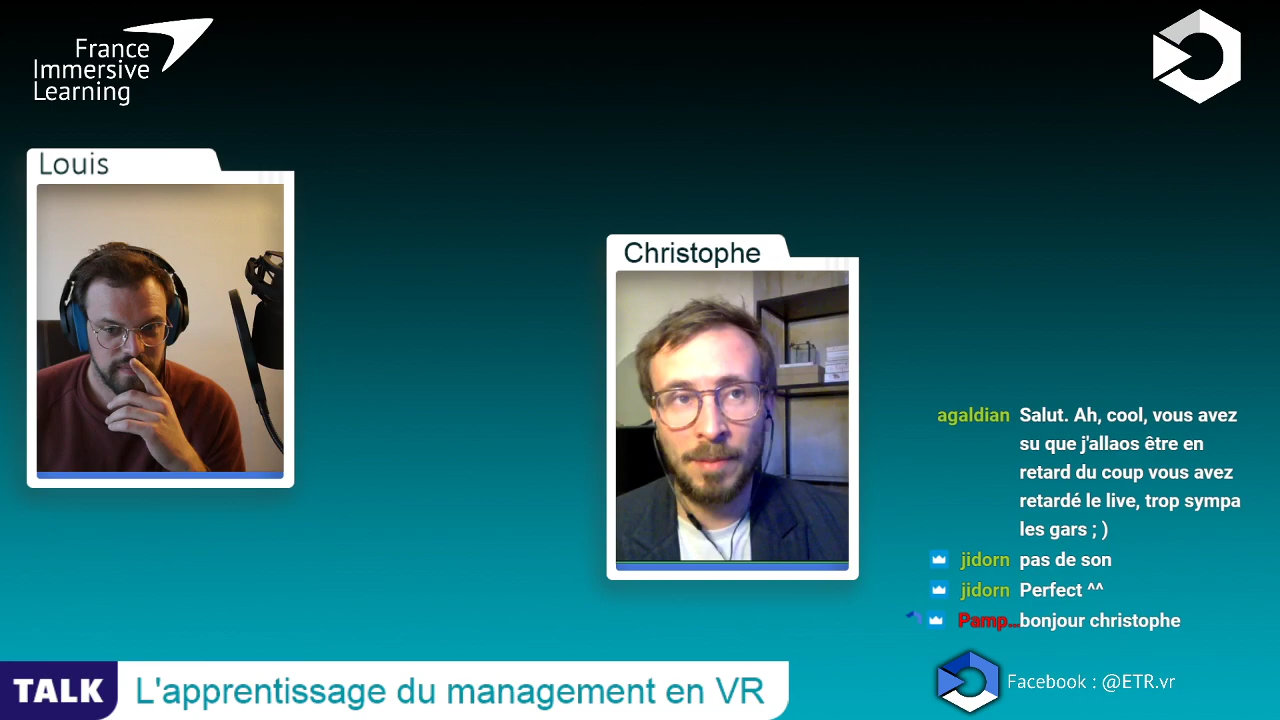 France
Immersive
Learning
Louis
Christophe
agaldian Salut. Ah, cool, vous avez
su que j'allaos être en
retard du coup vous avez
retardé le live, trop sympa
les gars ; )
jidorn pas de son
jidorn Perfect ^^
Pamp... bonjour christophe
TALK L'apprentissage du management en VR
Facebook : @ETR.vr